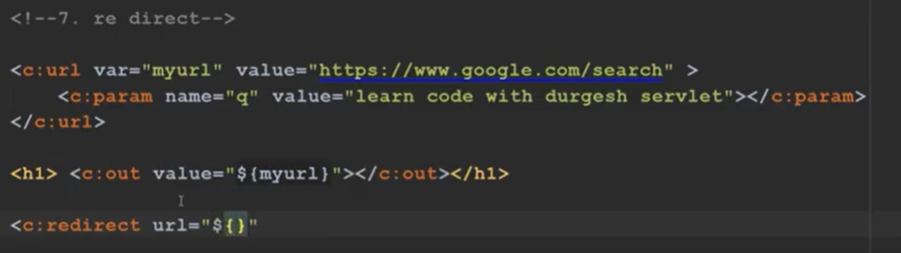 <!--7. re direct-->
<c:url var="myurl" value="https://www.google.com/search" >
<c:param name="q" value="learn code with durgesh servlet"></c:param>
</c:url>
<h1> <c:out value="${myurl}"></c:out></h1>
<c:redirect url="${}"